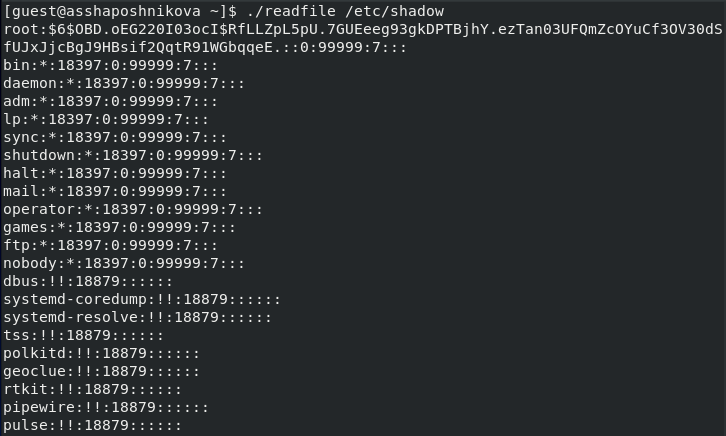 [guest@asshaposhnikova ~]$ ./readfile /etc/shadow
root:$6$OBD.oEG220I03ocI$RfLLZpL5pU.7GUEeeg93gkDPTBjhY.ezTan03UFQmZcOYuCf3OV30dS
fUJxJjcBgJ9HBsif2QqtR91WGbqqeE.::0:99999:7:::
bin:*:18397:0:99999:7:::
daemon:*:18397:0:99999:7:::
adm:*:18397:0:99999:7:::
lp:*:18397:0:99999:7:::
sync:*:18397:0:99999:7:::
shutdown:*:18397:0:99999:7:::
halt:*:18397:0:99999:7:::
mail:*:18397:0:99999:7:::
operator:*:18397:0:99999:7:::
games:*:18397:0:99999:7:::
ftp:*:18397:0:99999:7:::
nobody:*:18397:0:99999:7:::
dbus:!!:18879::::::
systemd-coredump:!!:18879::::::
systemd-resolve:!!:18879::::::
tss:!!:18879::::::
polkitd:!!:18879::::::
geoclue:!!:18879::::::
rtkit:!!:18879::::::
pipewire:!!:18879::::::
pulse:!!:18879::::::